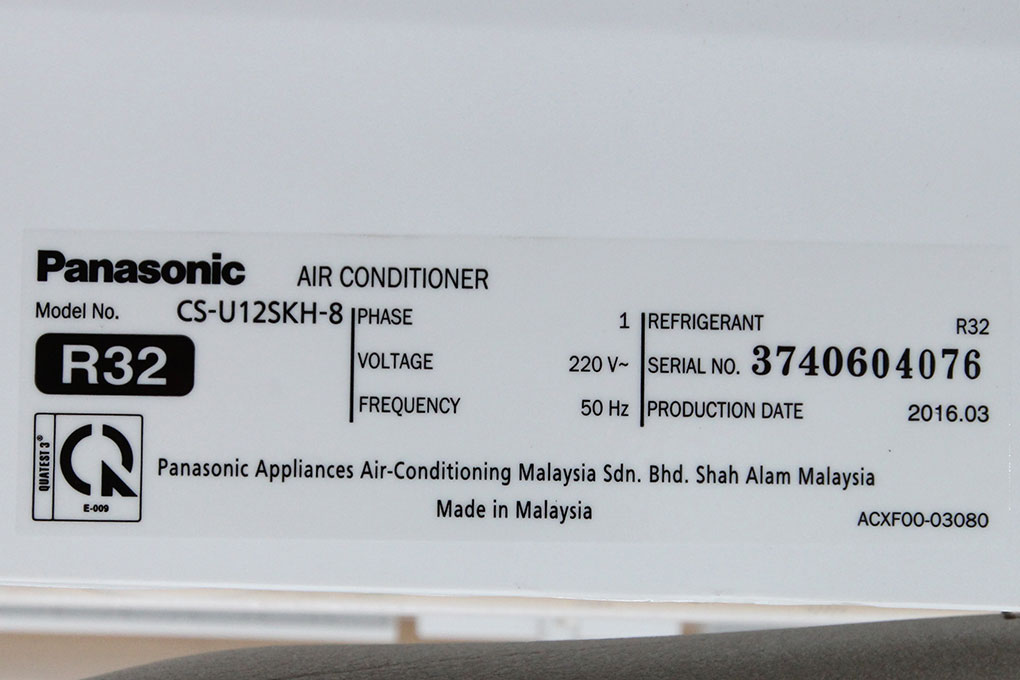 Panasonic AIR CONDITIONER
Model No. CS-U12SKH-8
R32
PHASE 1
VOLTAGE 220 V~
FREQUENCY 50 Hz
REFRIGERANT R32
SERIAL NO. 3740604076
PRODUCTION DATE 2016.03
QUATEST 3®
E-009
Panasonic Appliances Air-Conditioning Malaysia Sdn. Bhd. Shah Alam Malaysia
Made in Malaysia
ACXF00-03080